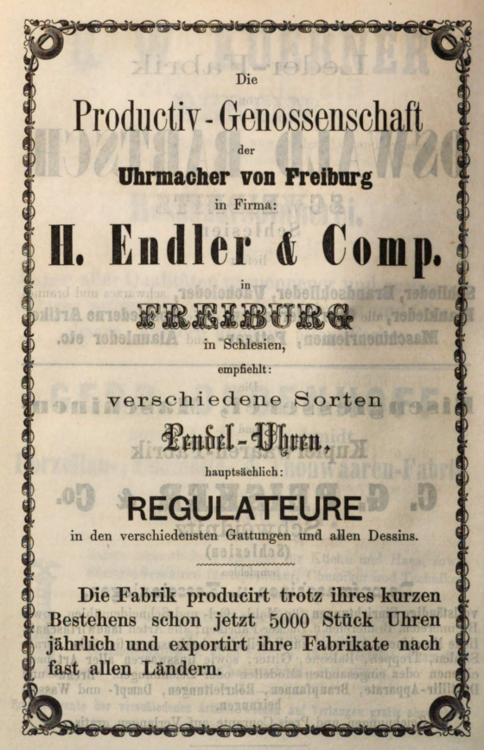 Die
Productiv-Genossenschaft
der
Uhrmacher von Freiburg
in Firma:
H. Endler & Comp.
in
FREIBURG
in Schlesien,
empfiehlt:
verschiedene Sorten
Pendel-Uhren,
hauptsächlich:
REGULATEURE
in den verschiedensten Gattungen und allen Dessins.
Die Fabrik producirt trotz ihres kurzen
Bestehens schon jetzt 5000 Stück Uhren
jährlich und exportirt ihre Fabrikate nach
fast allen Ländern.